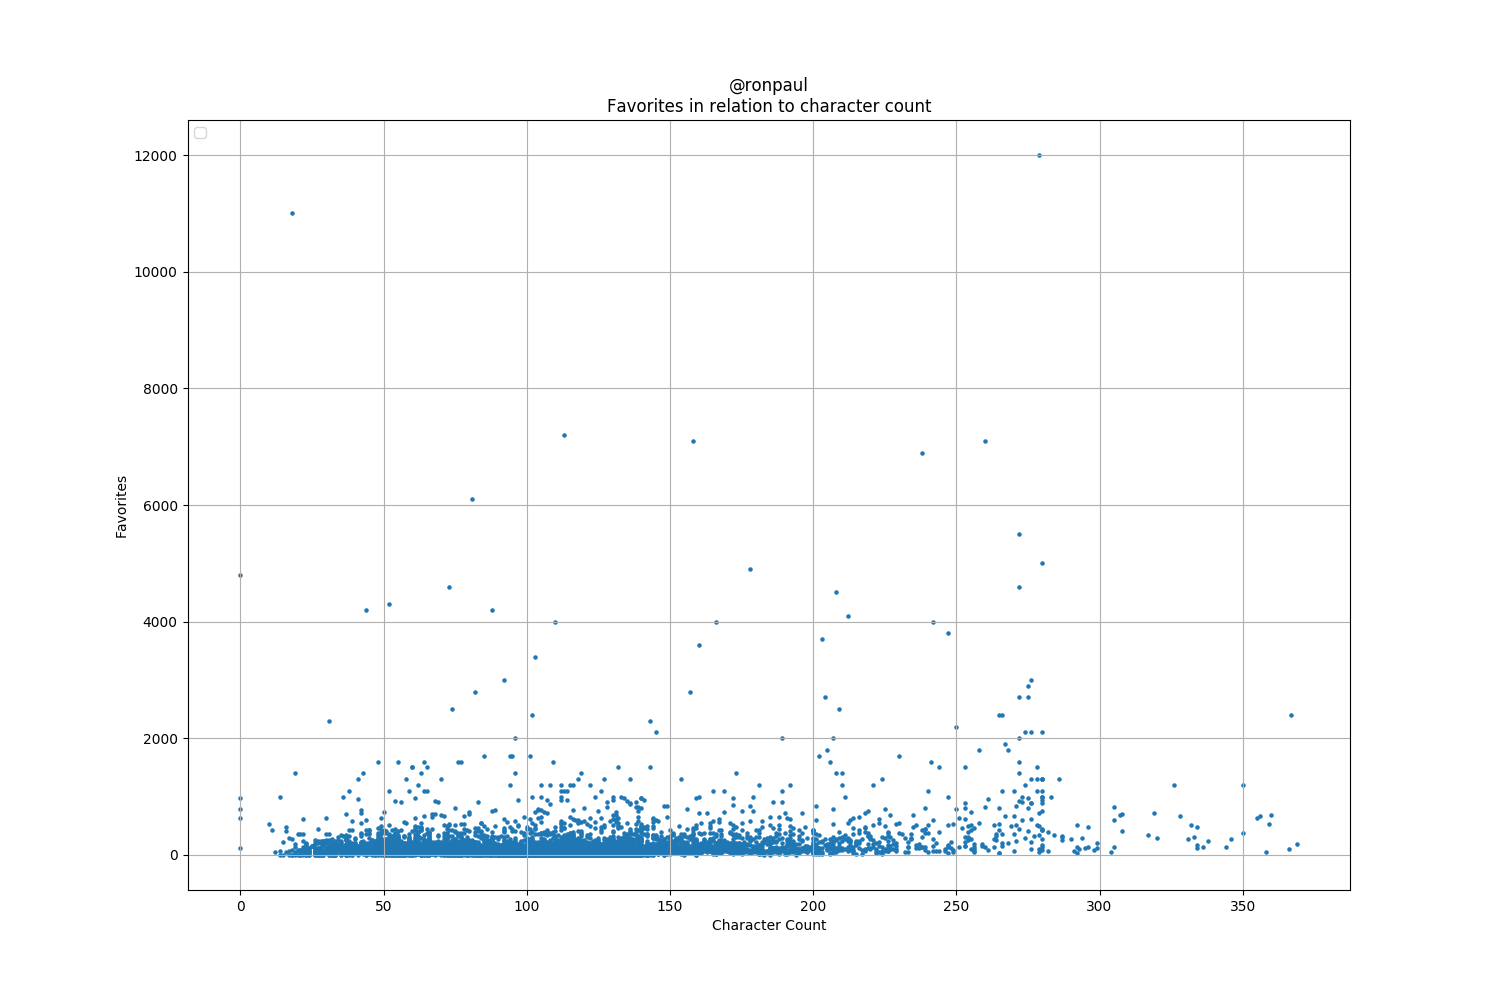 @ronpaul
Favorites in relation to character count
12000
10000
8000
6000
4000
2000
0
Favorites
0 50 100 150 200 250 300 350
Character Count